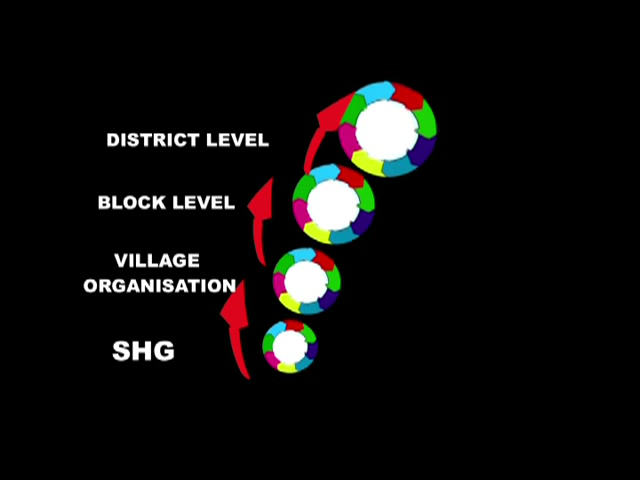 DISTRICT LEVEL
BLOCK LEVEL
VILLAGE
ORGANISATION
SHG